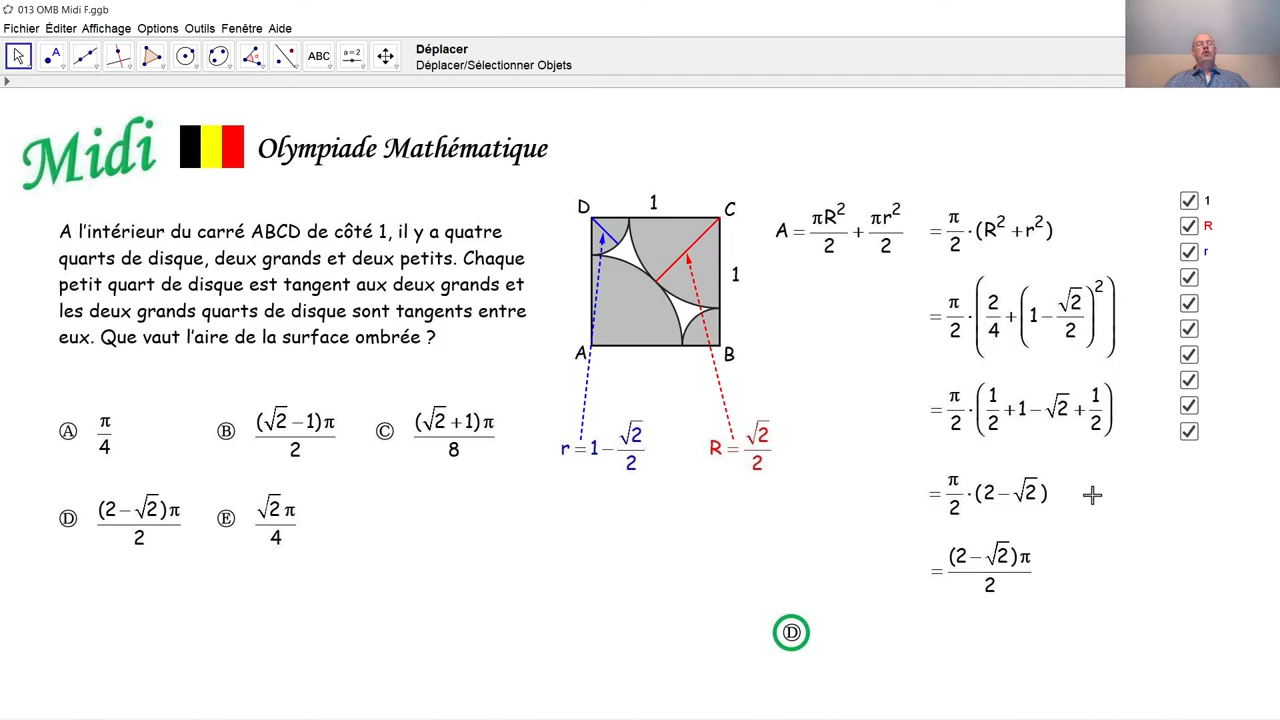 013 OMB Midi F.ggb
Fichier Éditer Affichage Options Outils Fenêtre Aide
A ABC a=2 Déplacer
Déplacer/Sélectionner Objets
Midi Olympiade Mathématique
A l'intérieur du carré ABCD de côté 1, il y a quatre
quarts de disque, deux grands et deux petits. Chaque
petit quart de disque est tangent aux deux grands et
les deux grands quarts de disque sont tangents entre
eux. Que vaut l'aire de la surface ombrée ?
Ⓐ π/4 Ⓑ (√2 −1)π/2 Ⓒ (√2 +1)π/8
Ⓓ (2−√2)π/2 Ⓔ √2 π/4
D 1 C
1
A B
r = 1−√2/2 R = √2/2
A = πR²/2 + πr²/2 = π/2 · (R² + r²)
= π/2 · (2/4 + (1 − √2/2)²)
= π/2 · (1/2 + 1 − √2 + 1/2)
= π/2 · (2 − √2)
= (2 − √2)π/2
Ⓓ
1
R
r